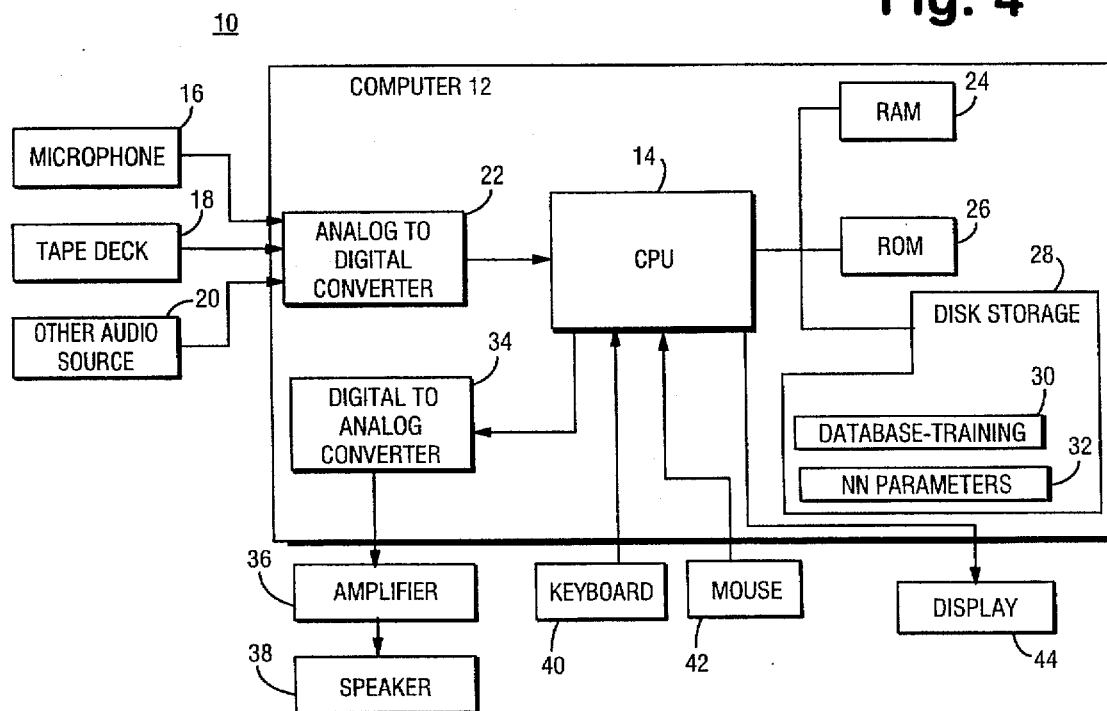 Fig. 4
10
COMPUTER 12
16
MICROPHONE
18
TAPE DECK
20
OTHER AUDIO
SOURCE
22
ANALOG TO
DIGITAL
CONVERTER
14
CPU
24
RAM
26
ROM
28
DISK STORAGE
30
DATABASE-TRAINING
32
NN PARAMETERS
34
DIGITAL TO
ANALOG
CONVERTER
36
AMPLIFIER
38
SPEAKER
KEYBOARD
40
MOUSE
42
DISPLAY
44